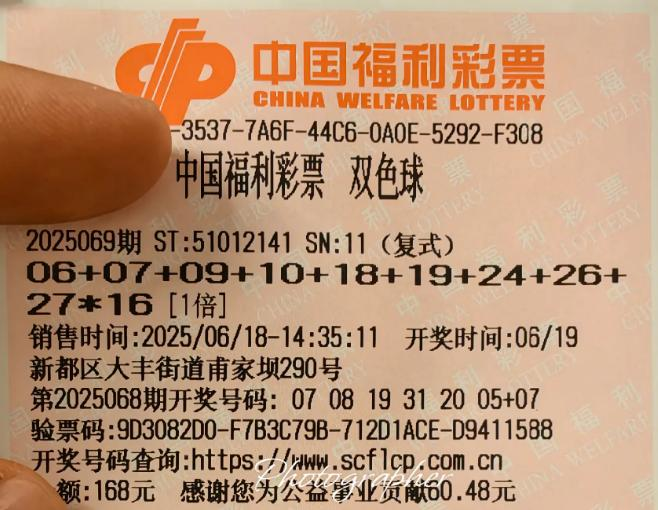 中国福利彩票
CHINA WELFARE LOTTERY
-3537-7A6F-44C6-0A0E-5292-F308
中国福利彩票 双色球
2025069期 ST:51012141 SN:11 (复式)
06+07+09+10+18+19+24+26+
27*16 [1倍]
销售时间:2025/06/18-14:35:11 开奖时间:06/19
新都区大丰街道甫家坝290号
第2025068期开奖号码: 07 08 19 31 20 05+07
验票码:9D3082D0-F7B3C79B-712D1ACE-D9411588
开奖号码查询:https://www.scflcp.com.cn
Photographer
额:168元 感谢您为公益事业贡献60.48元